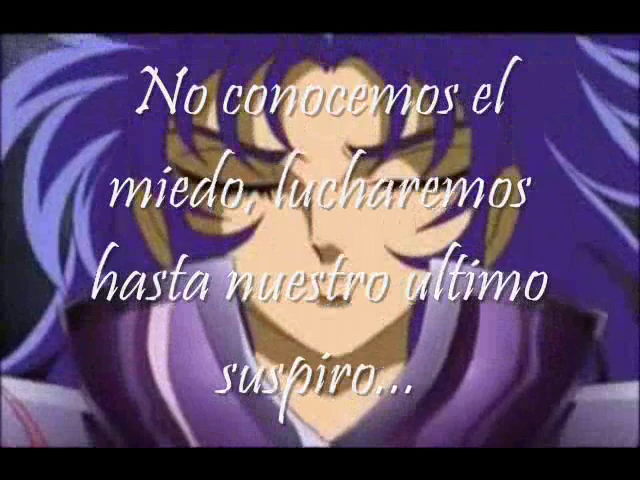 No conocemos el
miedo, lucharemos
hasta nuestro ultimo
suspiro...